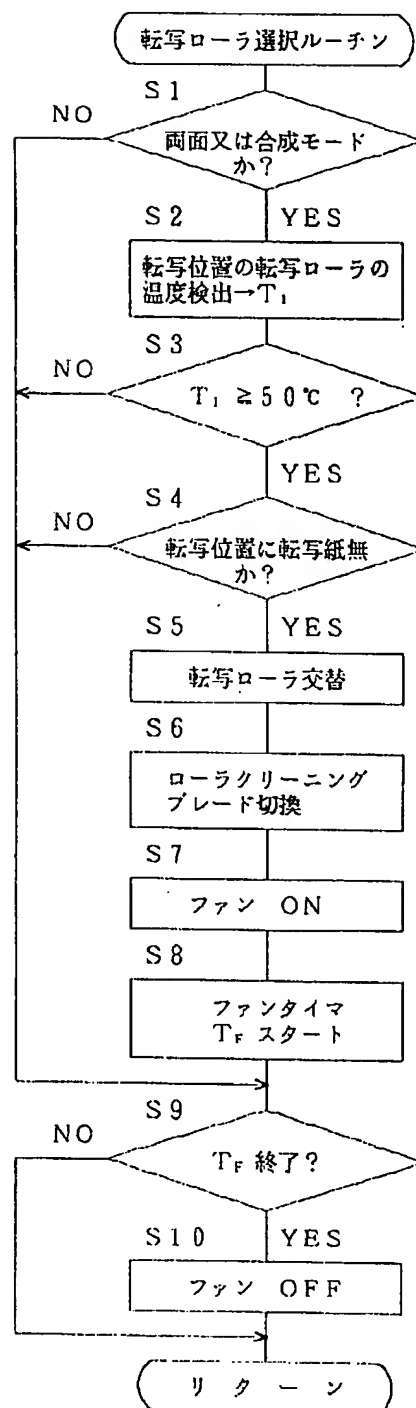 転写ローラ選択ルーチン
S1
NO
両面又は合成モード
か?
S2
YES
転写位置の転写ローラの
温度検出→T₁
S3
NO
T₁≧50℃ ?
YES
S4
NO
転写位置に転写紙無
か?
S5
YES
転写ローラ交替
S6
ローラクリーニング
ブレード切換
S7
ファン ON
S8
ファンタイマ
T_F スタート
S9
NO
T_F 終了?
S10
YES
ファン OFF
リターン